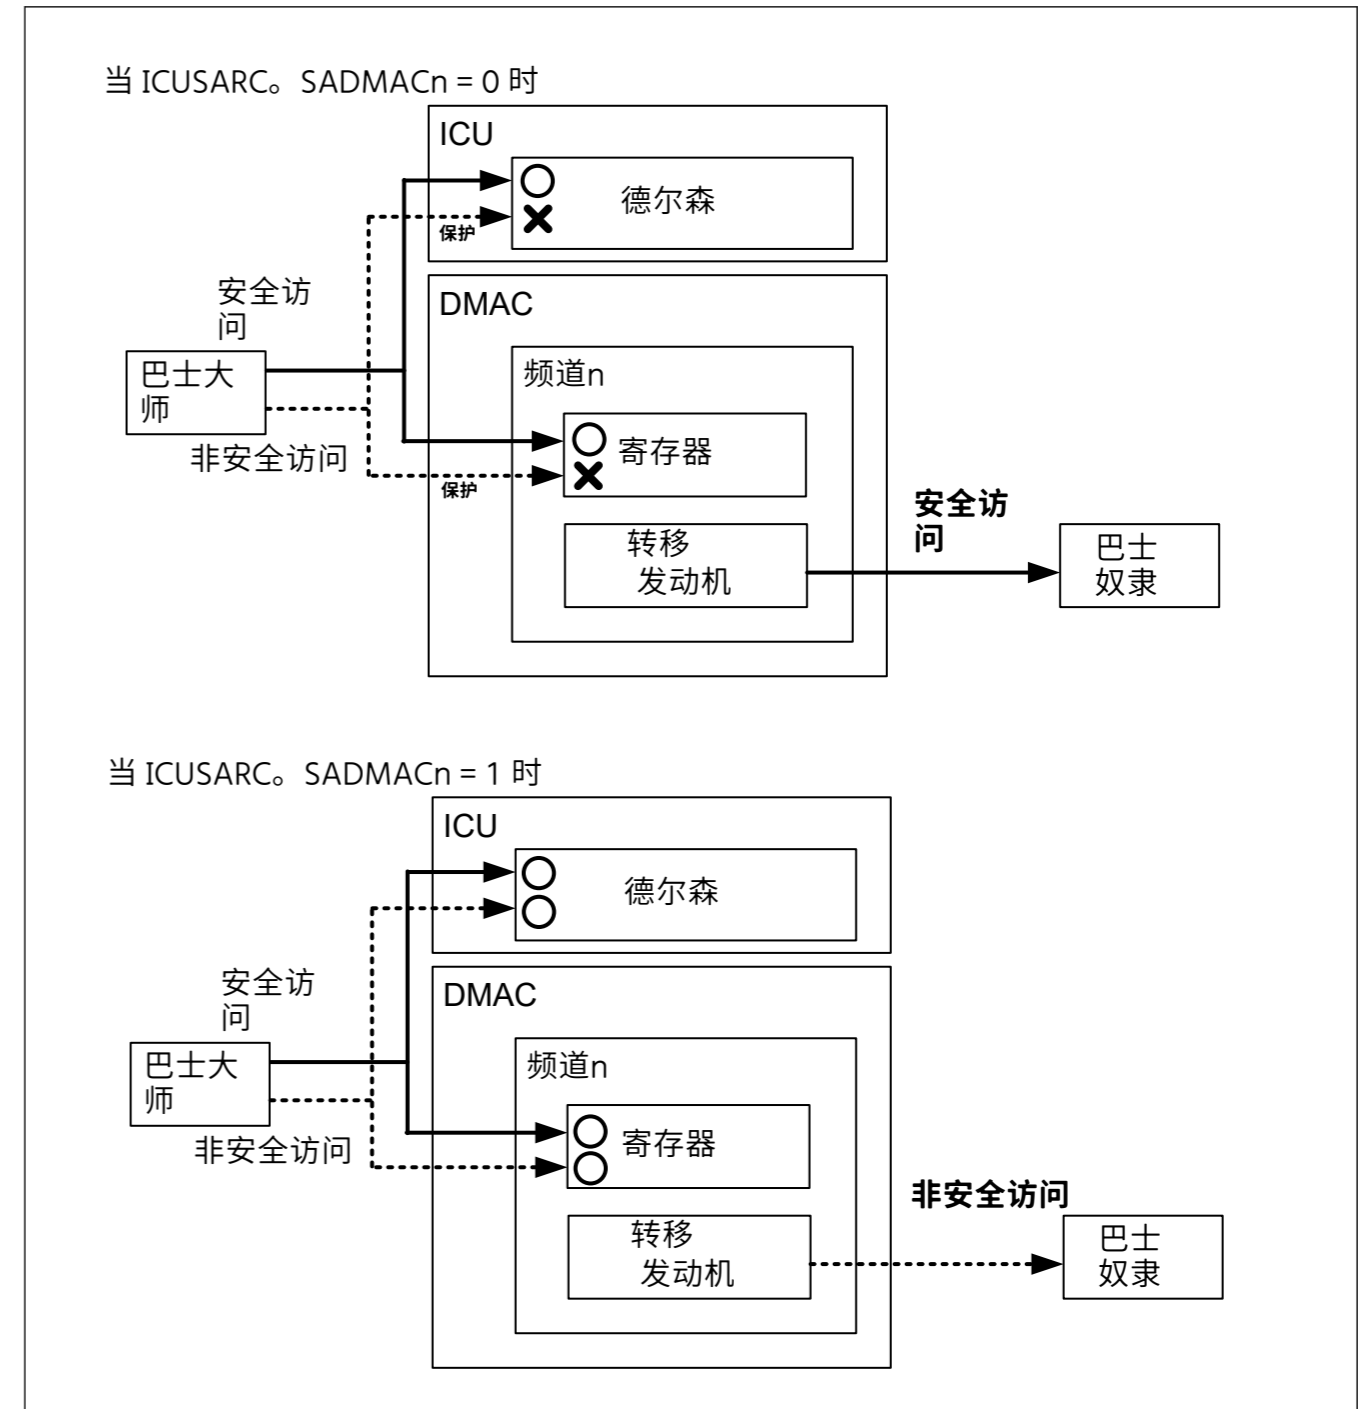 当 ICUSARC。SADMACn = 0 时
ICU
德尔森
保护
安全访
问
DMAC
巴士大
师
频道n
非安全访问
寄存器
保护
安全访
问
转移
发动机
巴士
奴隶
当 ICUSARC。SADMACn = 1 时
ICU
德尔森
安全访
问
DMAC
巴士大
师
频道n
非安全访问
寄存器
非安全访问
转移
发动机
巴士
奴隶